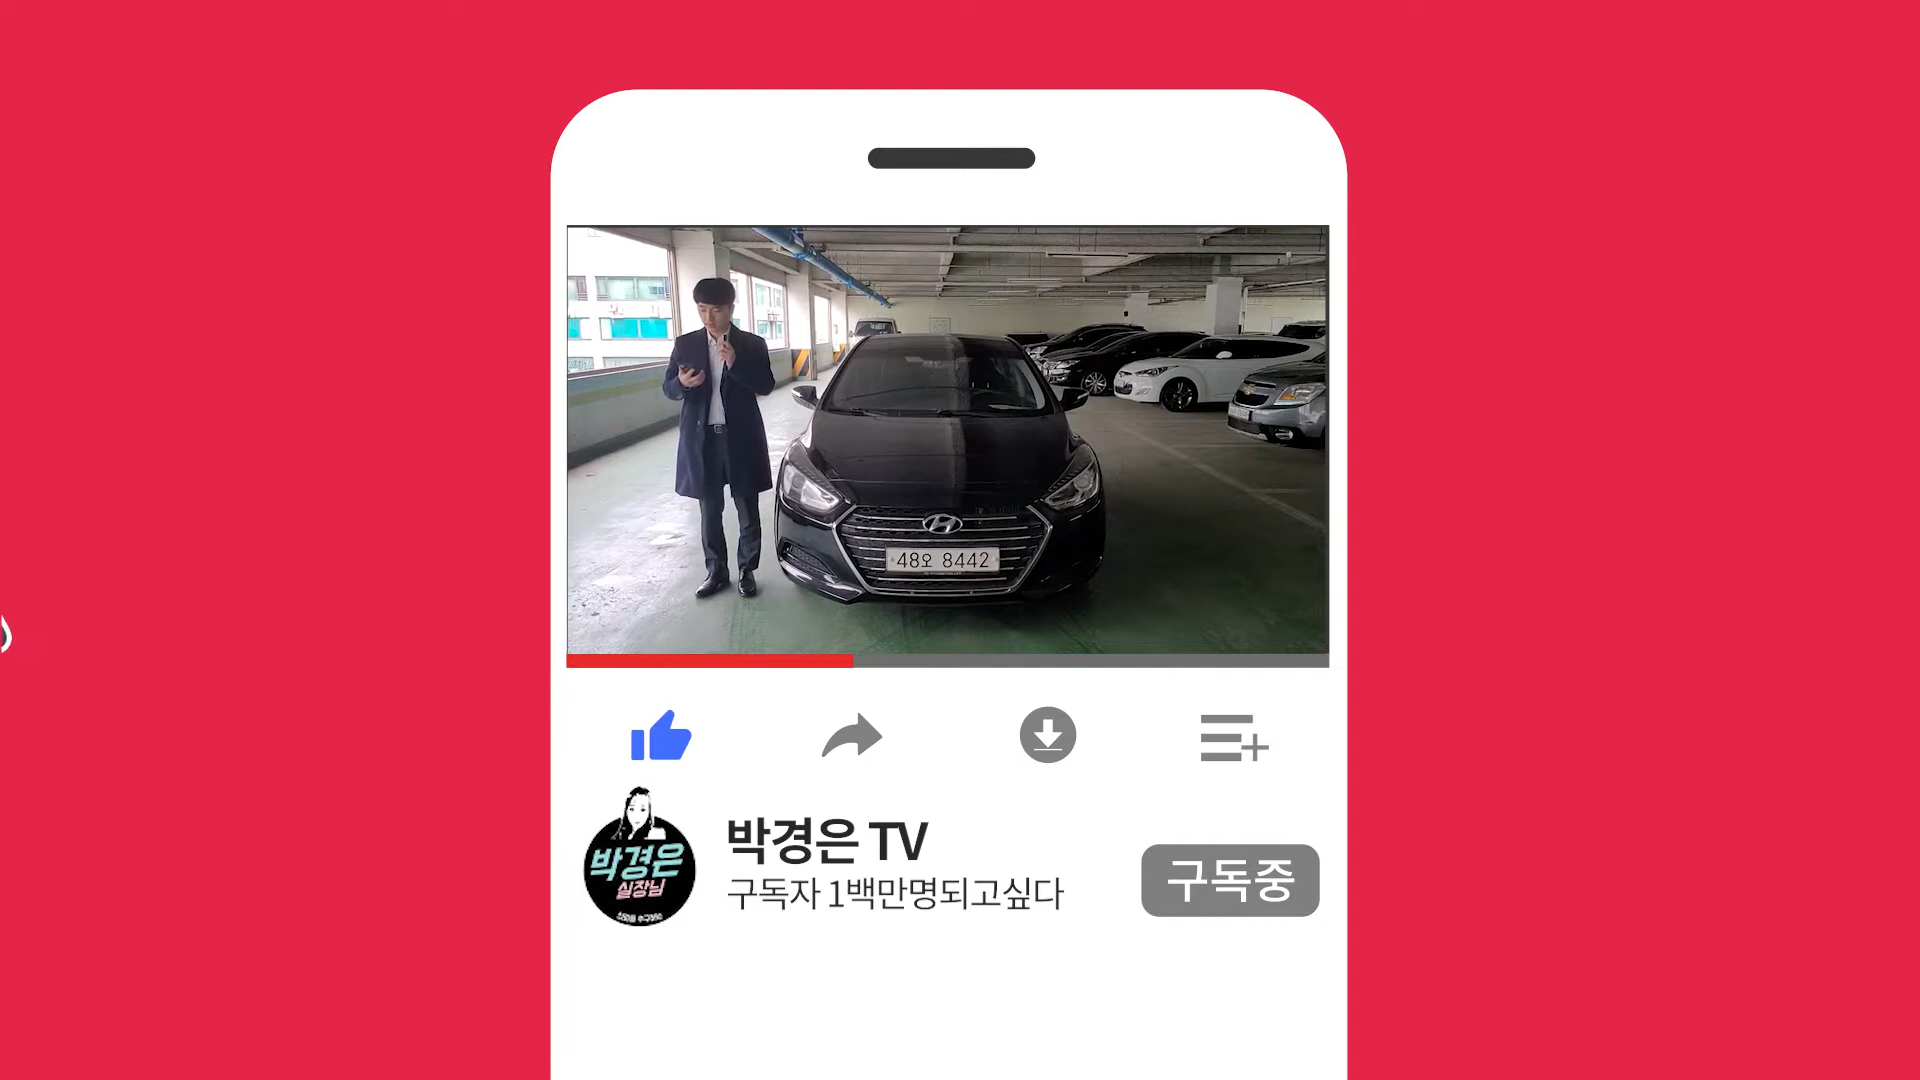 48오 8442
박경은 TV
구독자 1백만명되고싶다
구독중
박경은
실장님